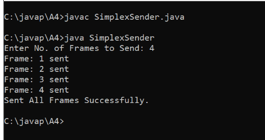 C:\javap\A4>javac SimplexSender.java
C:\javap\A4>java SimplexSender
Enter No. of Frames to Send: 4
Frame: 1 sent
Frame: 2 sent
Frame: 3 sent
Frame: 4 sent
Sent All Frames Successfully.
C:\javap\A4>